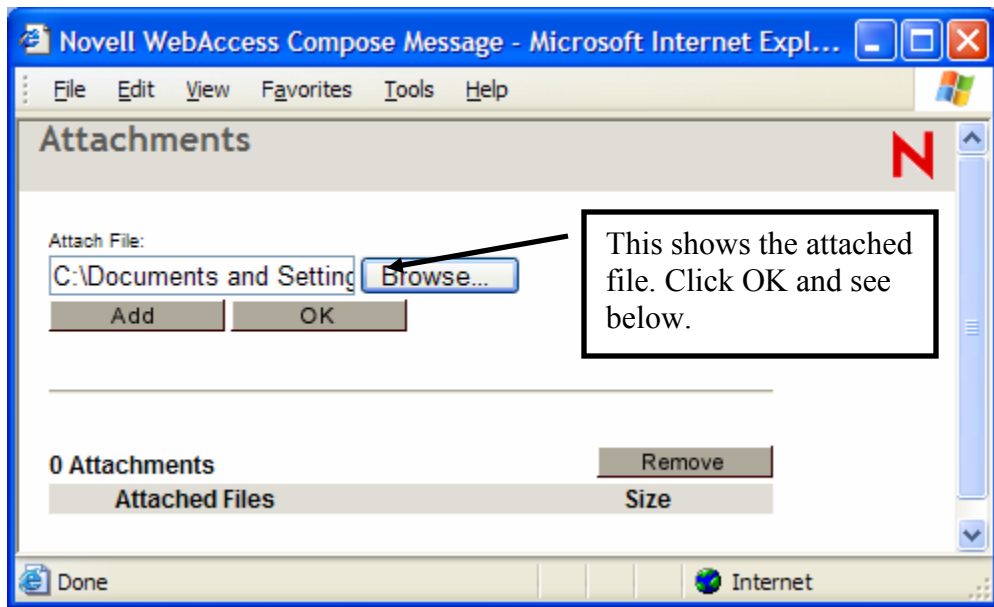 Novell WebAccess Compose Message - Microsoft Internet Expl...
File Edit View Favorites Tools Help
Attachments
N
Attach File:
C:\Documents and Setting Browse...
Add OK
This shows the attached
file. Click OK and see
below.
0 Attachments Remove
Attached Files Size
Done Internet